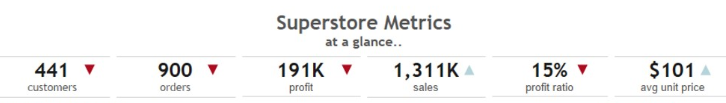 Superstore Metrics
at a glance..
441 ▼ 900 ▼ 191K ▼ 1,311K ▲ 15% ▼ $101 ▲
customers orders profit sales profit ratio avg unit price